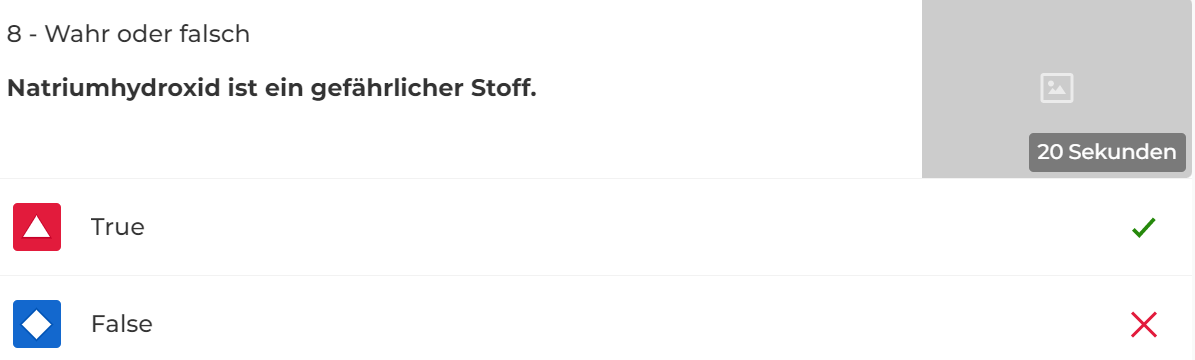 8 - Wahr oder falsch
Natriumhydroxid ist ein gefährlicher Stoff.
20 Sekunden
True
False